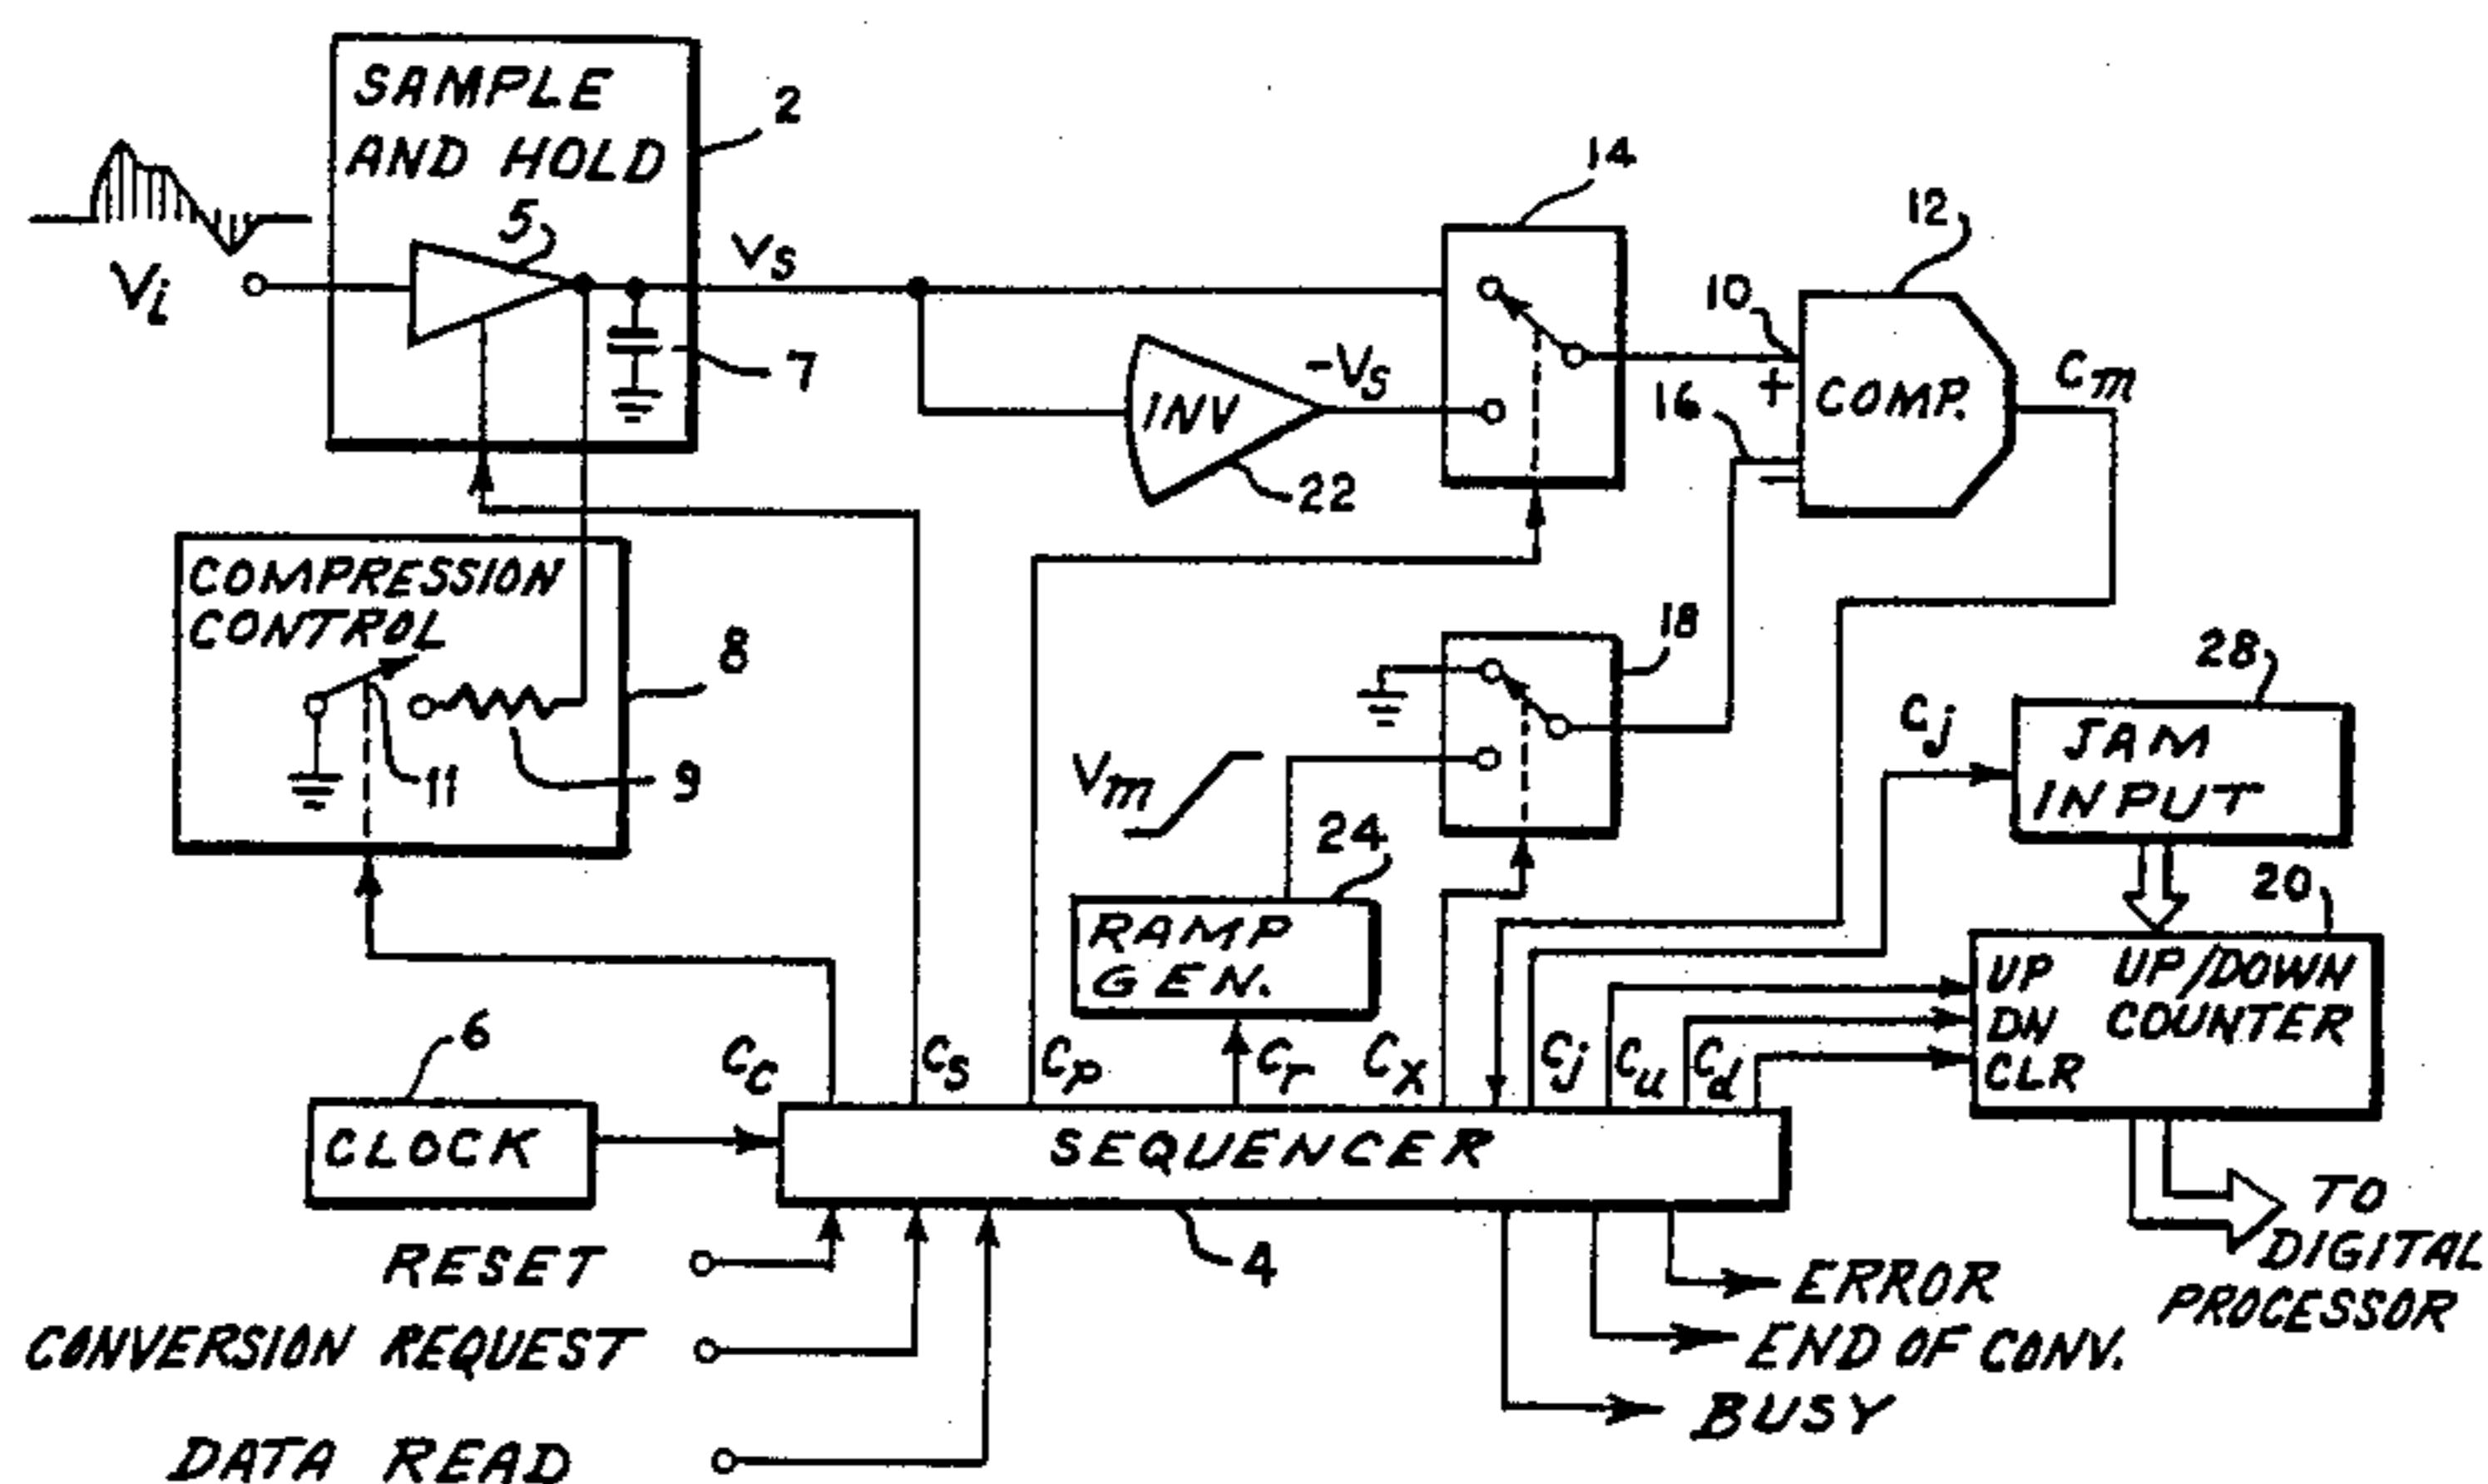 SAMPLE
AND HOLD
2
5
Vi
Vs
7
14
12
10
+
COMP.
Cm
INV
-Vs
16
−
22
COMPRESSION
CONTROL
8
11
9
18
Vm
28
Cj
JAM
INPUT
24
RAMP
GEN.
20
UP UP/DOWN
DN COUNTER
CLR
6
Cc
Cs
Cp
Cr
Cx
Cj
Cu
Cd
CLOCK
SEQUENCER
4
TO
DIGITAL
PROCESSOR
RESET
CONVERSION REQUEST
DATA READ
ERROR
END OF CONV.
BUSY